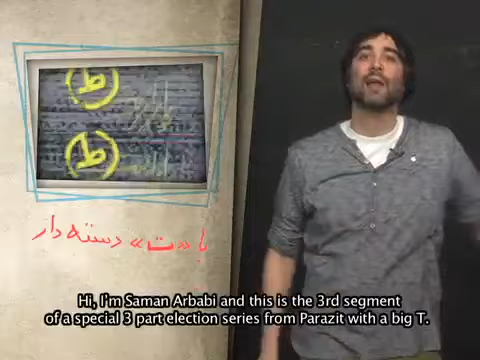 ط
ط
با «ت» دسته دار
Hi, I'm Saman Arbabi and this is the 3rd segment
of a special 3 part election series from Parazit with a big T.